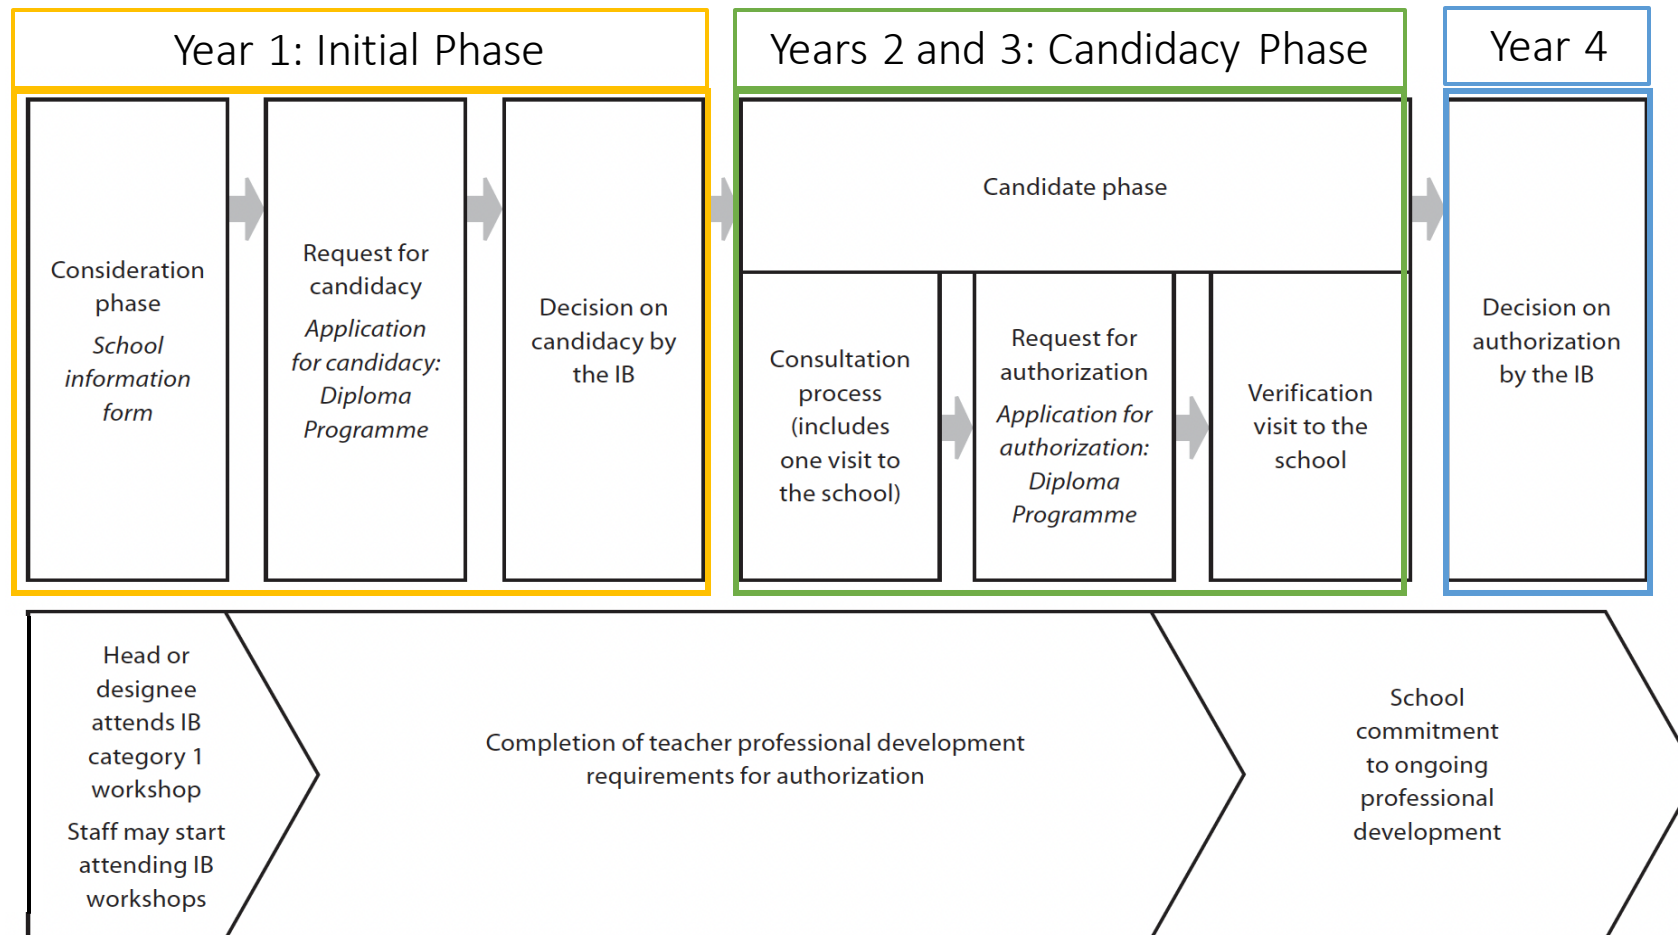 Year 1: Initial Phase
Years 2 and 3: Candidacy Phase
Year 4
Consideration
phase
School
information
form
Request for
candidacy
Application
for candidacy:
Diploma
Programme
Decision on
candidacy by
the IB
Candidate phase
Consultation
process
(includes
one visit to
the school)
Request for
authorization
Application for
authorization:
Diploma
Programme
Verification
visit to the
school
Decision on
authorization
by the IB
Head or
designee
attends IB
category 1
workshop
Staff may start
attending IB
workshops
Completion of teacher professional development
requirements for authorization
School
commitment
to ongoing
professional
development